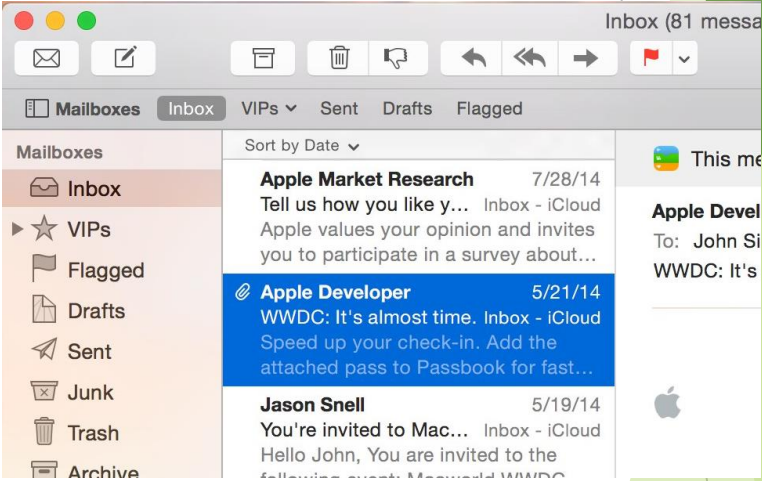 Inbox (81 messa
Mailboxes Inbox VIPs Sent Drafts Flagged
Mailboxes
Inbox
VIPs
Flagged
Drafts
Sent
Junk
Trash
Archive
Sort by Date
Apple Market Research 7/28/14
Tell us how you like y... Inbox - iCloud
Apple values your opinion and invites
you to participate in a survey about...
Apple Developer 5/21/14
WWDC: It's almost time. Inbox - iCloud
Speed up your check-in. Add the
attached pass to Passbook for fast...
Jason Snell 5/19/14
You're invited to Mac... Inbox - iCloud
Hello John, You are invited to the
following event: Macworld WWDC
This me
Apple Devel
To: John Si
WWDC: It's